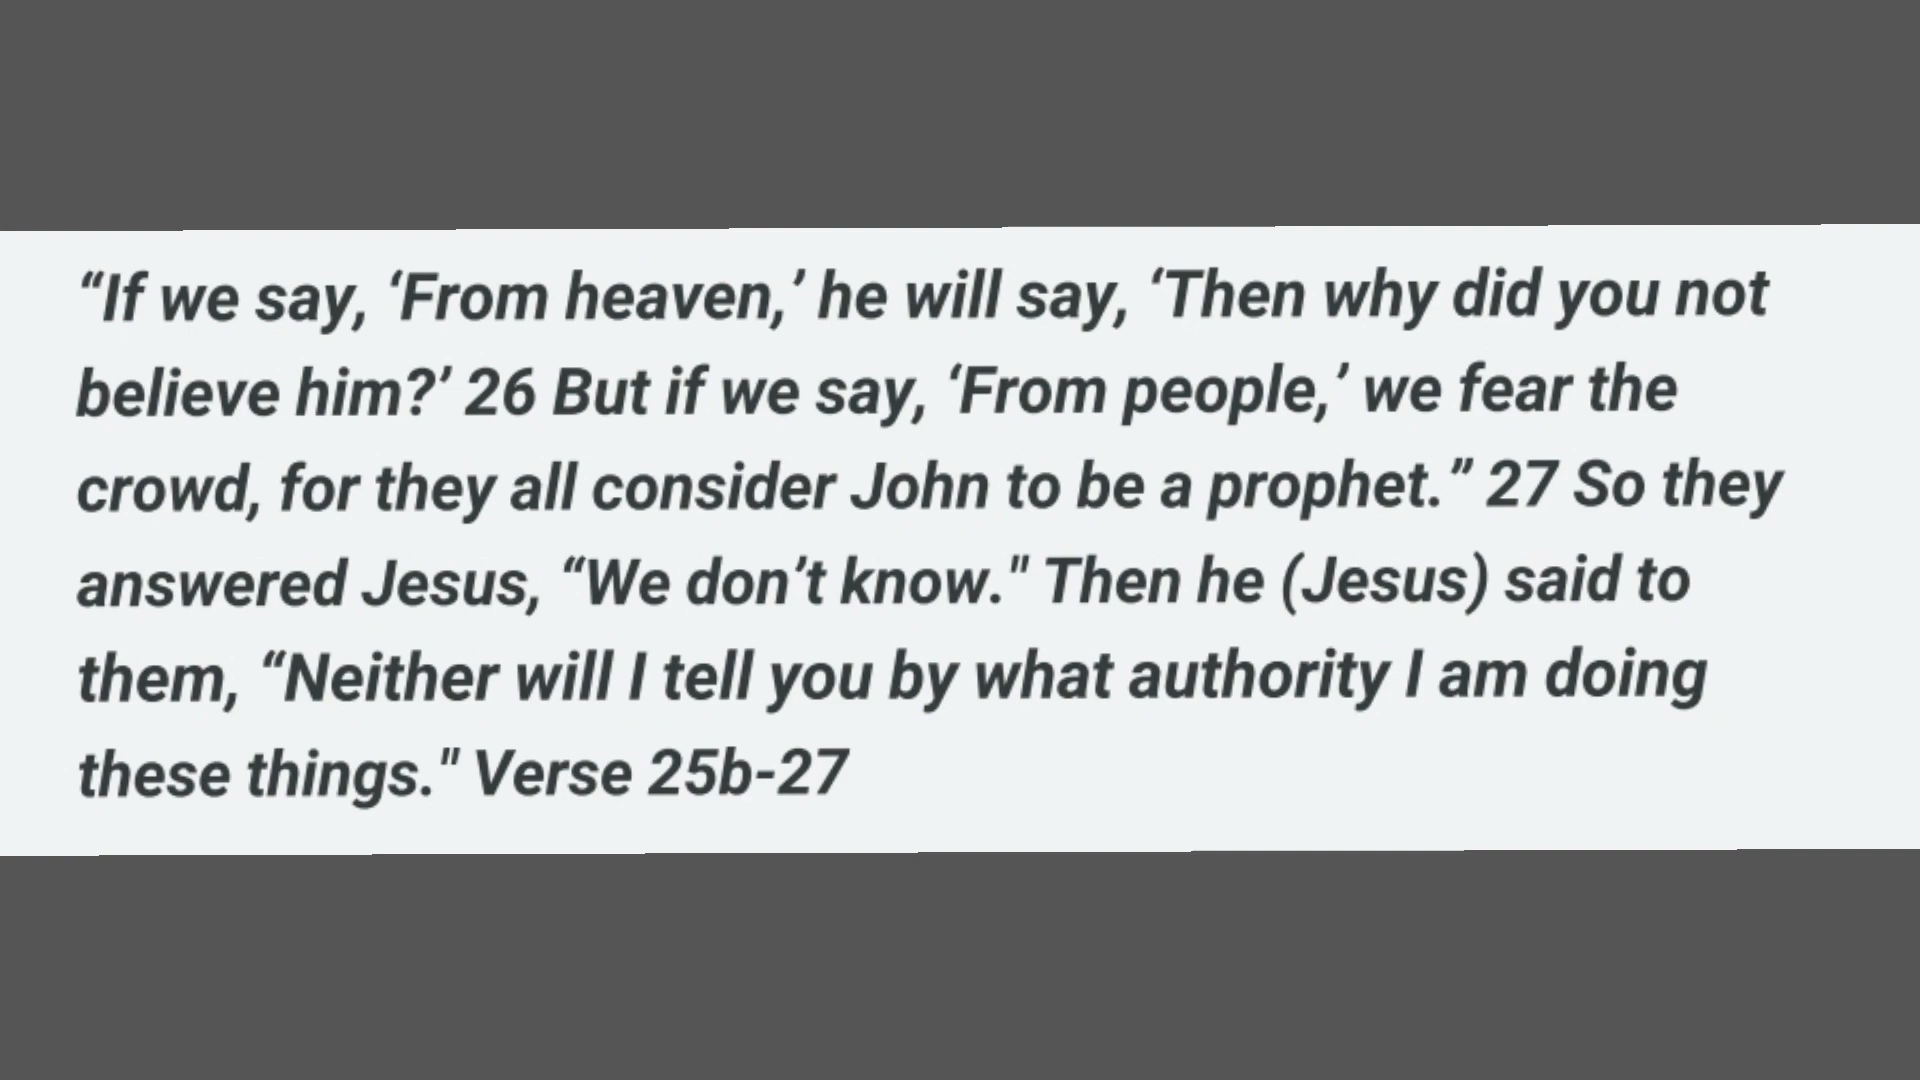 “If we say, ‘From heaven,’ he will say, ‘Then why did you not
believe him?’ 26 But if we say, ‘From people,’ we fear the
crowd, for they all consider John to be a prophet.” 27 So they
answered Jesus, “We don’t know." Then he (Jesus) said to
them, “Neither will I tell you by what authority I am doing
these things." Verse 25b-27